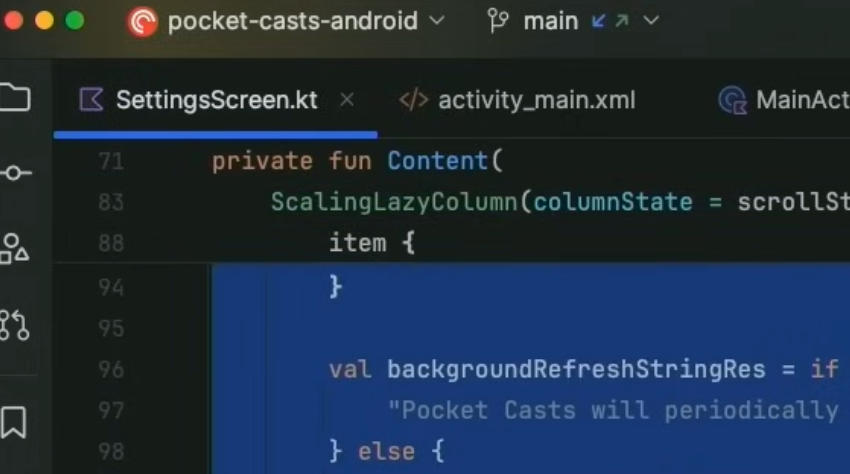 pocket-casts-android main
SettingsScreen.kt activity_main.xml MainAct
71 private fun Content(
83 ScalingLazyColumn(columnState = scrollSt
88 item {
94 }
95
96 val backgroundRefreshStringRes = if
97 "Pocket Casts will periodically
98 } else {